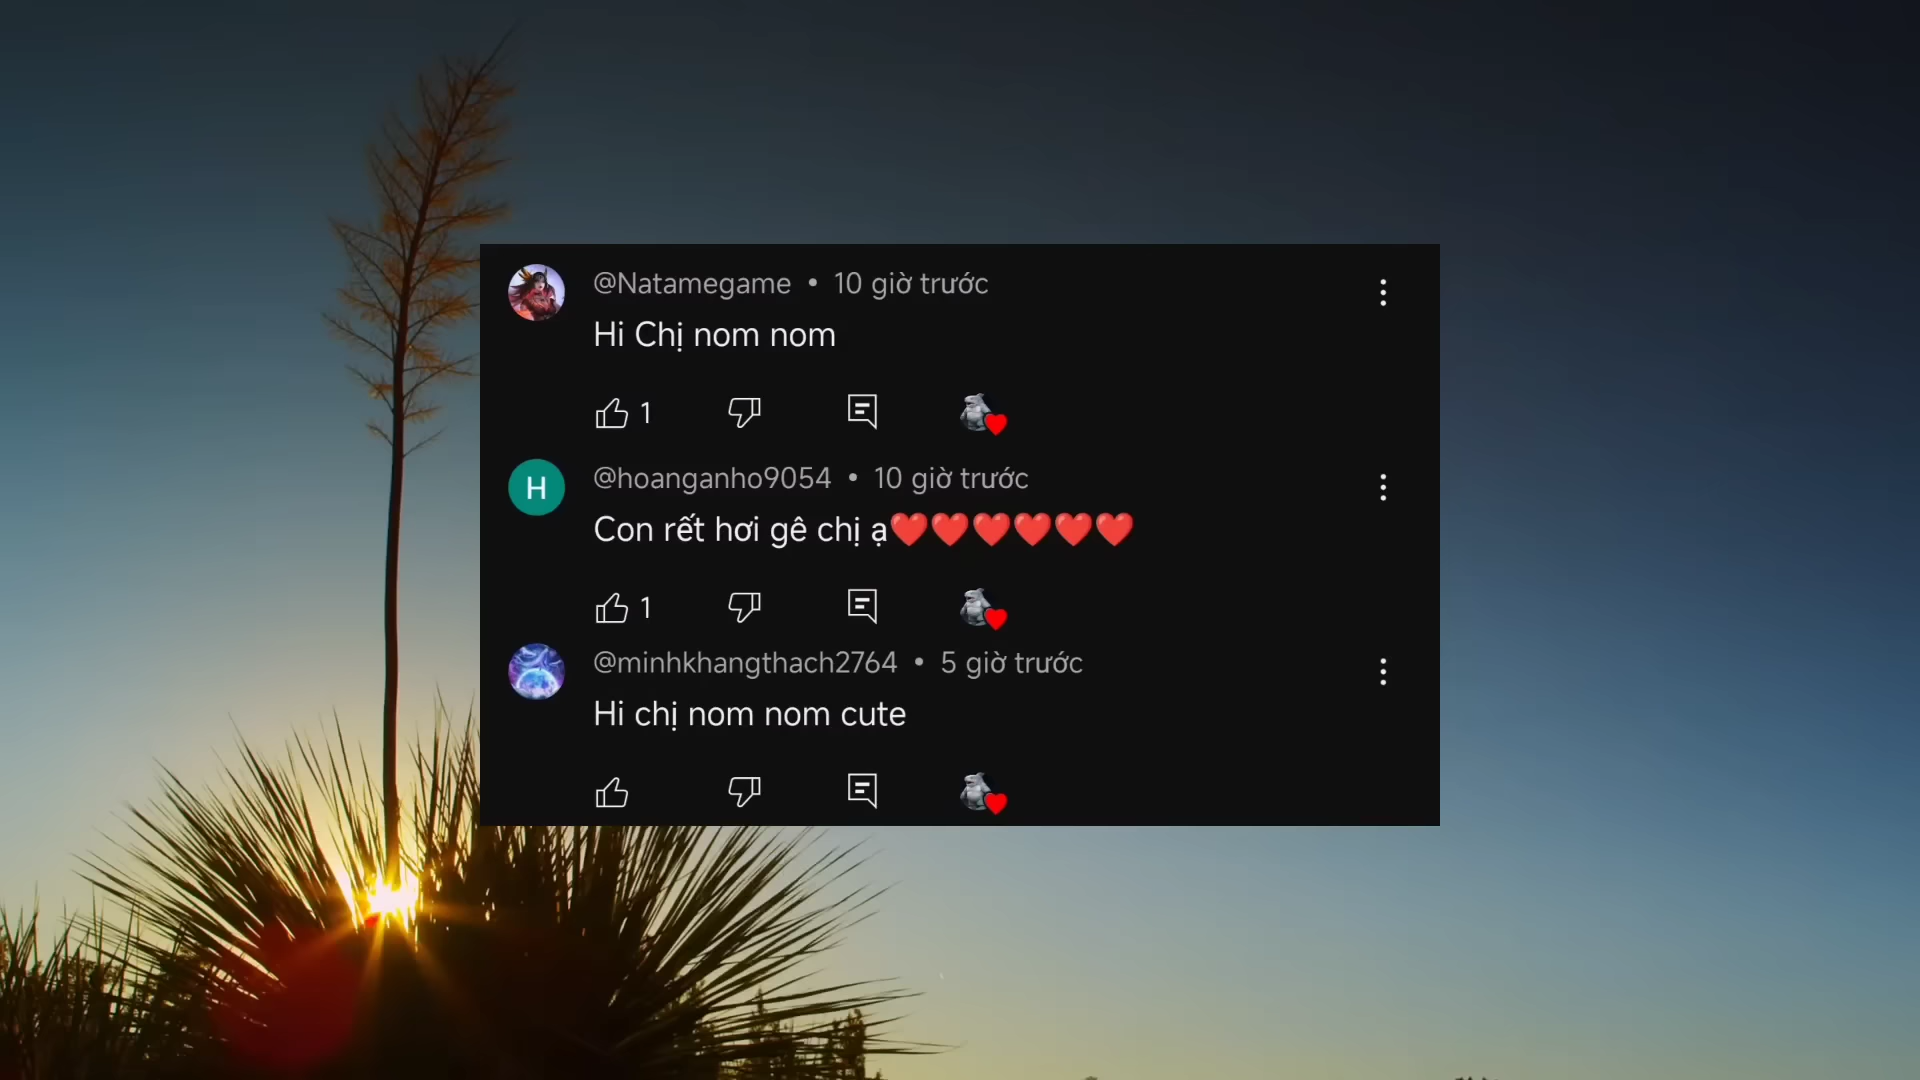 @Natamegame • 10 giờ trước
Hi Chị nom nom
1
H
@hoanganho9054 • 10 giờ trước
Con rết hơi gê chị ạ❤️❤️❤️❤️❤️❤️
1
@minhkhangthach2764 • 5 giờ trước
Hi chị nom nom cute